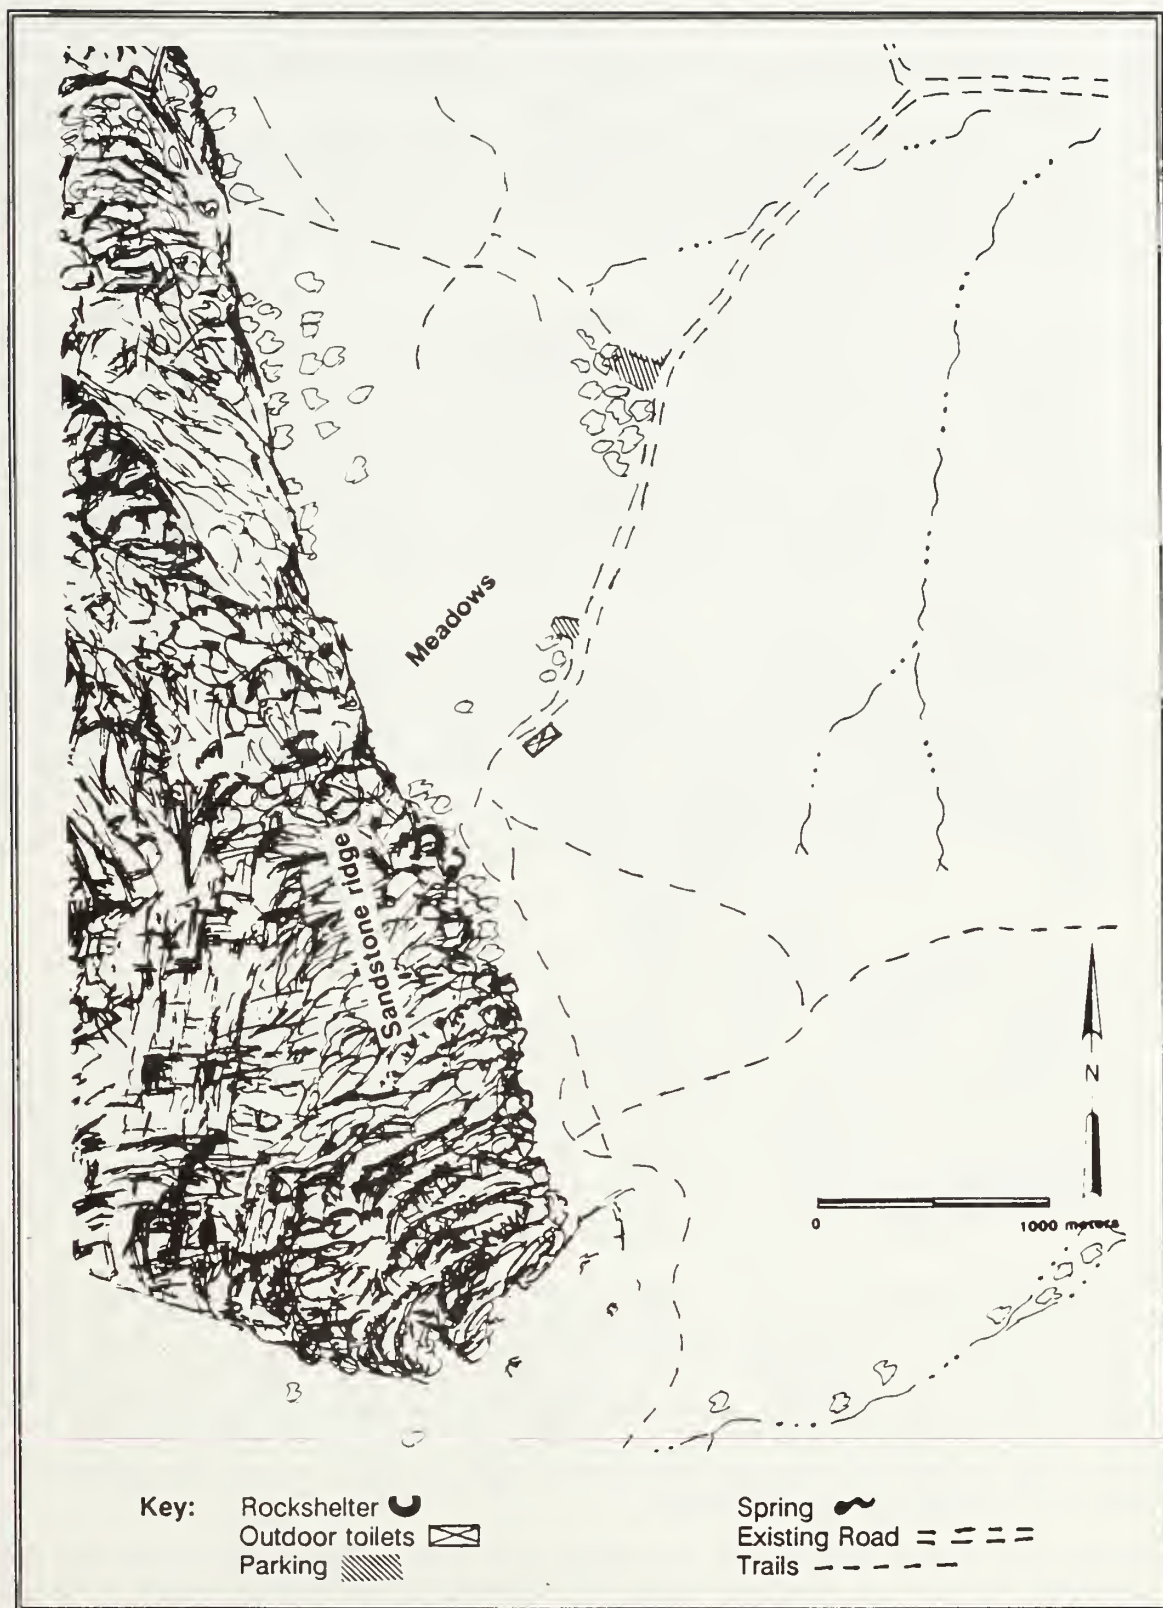 Meadows
Sandstone ridge
N
0 1000 meters
Key:
Rockshelter
Outdoor toilets
Parking
Spring
Existing Road
Trails